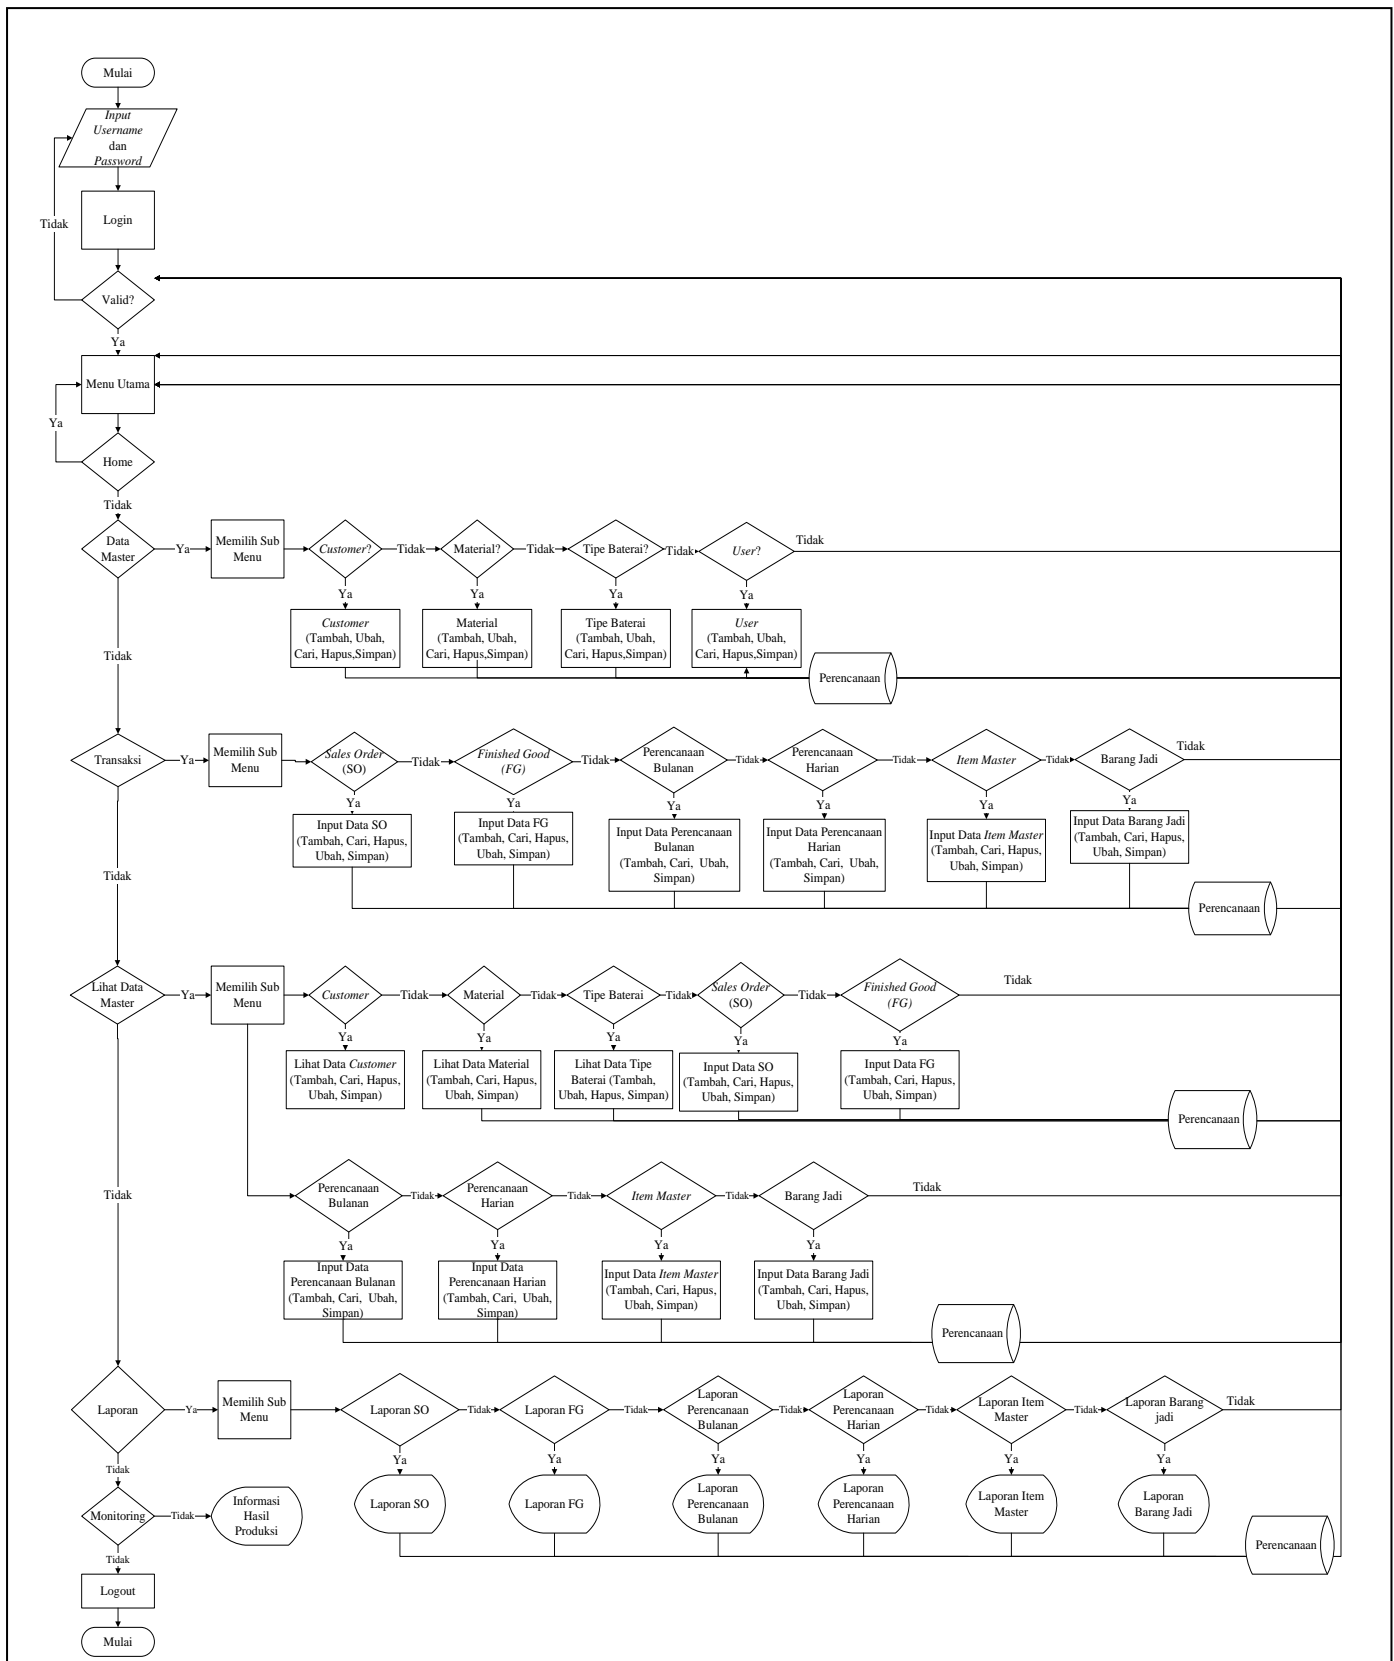 Mulai
Input
Username
dan
Password
Login
Tidak
Valid?
Ya
Menu Utama
Ya
Home
Tidak
Data
Master
Ya
Memilih Sub
Menu
Customer?
Tidak
Material?
Tidak
Tipe Baterai?
Tidak
User?
Tidak
Ya
Ya
Ya
Ya
Customer
(Tambah, Ubah,
Cari, Hapus,Simpan)
Material
(Tambah, Ubah,
Cari, Hapus,Simpan)
Tipe Baterai
(Tambah, Ubah,
Cari, Hapus,Simpan)
User
(Tambah, Ubah,
Cari, Hapus,Simpan)
Perencanaan
Tidak
Transaksi
Ya
Memilih Sub
Menu
Sales Order
(SO)
Tidak
Finished Good
(FG)
Tidak
Perencanaan
Bulanan
Tidak
Perencanaan
Harian
Tidak
Item Master
Tidak
Barang Jadi
Tidak
Ya
Ya
Ya
Ya
Ya
Ya
Input Data SO
(Tambah, Cari, Hapus,
Ubah, Simpan)
Input Data FG
(Tambah, Cari, Hapus,
Ubah, Simpan)
Input Data Perencanaan
Bulanan
(Tambah, Cari,  Ubah,
Simpan)
Input Data Perencanaan
Harian
(Tambah, Cari,  Ubah,
Simpan)
Input Data Item Master
(Tambah, Cari, Hapus,
Ubah, Simpan)
Input Data Barang Jadi
(Tambah, Cari, Hapus,
Ubah, Simpan)
Perencanaan
Tidak
Lihat Data
Master
Ya
Memilih Sub
Menu
Customer
Tidak
Material
Tidak
Tipe Baterai
Tidak
Sales Order
(SO)
Tidak
Finished Good
(FG)
Tidak
Ya
Ya
Ya
Ya
Ya
Lihat Data Customer
(Tambah, Cari, Hapus,
Ubah, Simpan)
Lihat Data Material
(Tambah, Cari, Hapus,
Ubah, Simpan)
Lihat Data Tipe
Baterai (Tambah,
Ubah, Hapus, Simpan)
Input Data SO
(Tambah, Cari, Hapus,
Ubah, Simpan)
Input Data FG
(Tambah, Cari, Hapus,
Ubah, Simpan)
Perencanaan
Tidak
Perencanaan
Bulanan
Tidak
Perencanaan
Harian
Tidak
Item Master
Tidak
Barang Jadi
Tidak
Ya
Ya
Ya
Ya
Input Data
Perencanaan Bulanan
(Tambah, Cari,  Ubah,
Simpan)
Input Data
Perencanaan Harian
(Tambah, Cari,  Ubah,
Simpan)
Input Data Item Master
(Tambah, Cari, Hapus,
Ubah, Simpan)
Input Data Barang Jadi
(Tambah, Cari, Hapus,
Ubah, Simpan)
Perencanaan
Laporan
Ya
Memilih Sub
Menu
Laporan SO
Tidak
Laporan FG
Tidak
Laporan
Perencanaan
Bulanan
Tidak
Laporan
Perencanaan
Harian
Tidak
Laporan Item
Master
Tidak
Laporan Barang
jadi
Tidak
Ya
Ya
Ya
Ya
Ya
Ya
Laporan SO
Laporan FG
Laporan
Perencanaan
Bulanan
Laporan
Perencanaan
Harian
Laporan Item
Master
Laporan
Barang Jadi
Perencanaan
Tidak
Monitoring
Tidak
Informasi
Hasil
Produksi
Tidak
Logout
Mulai